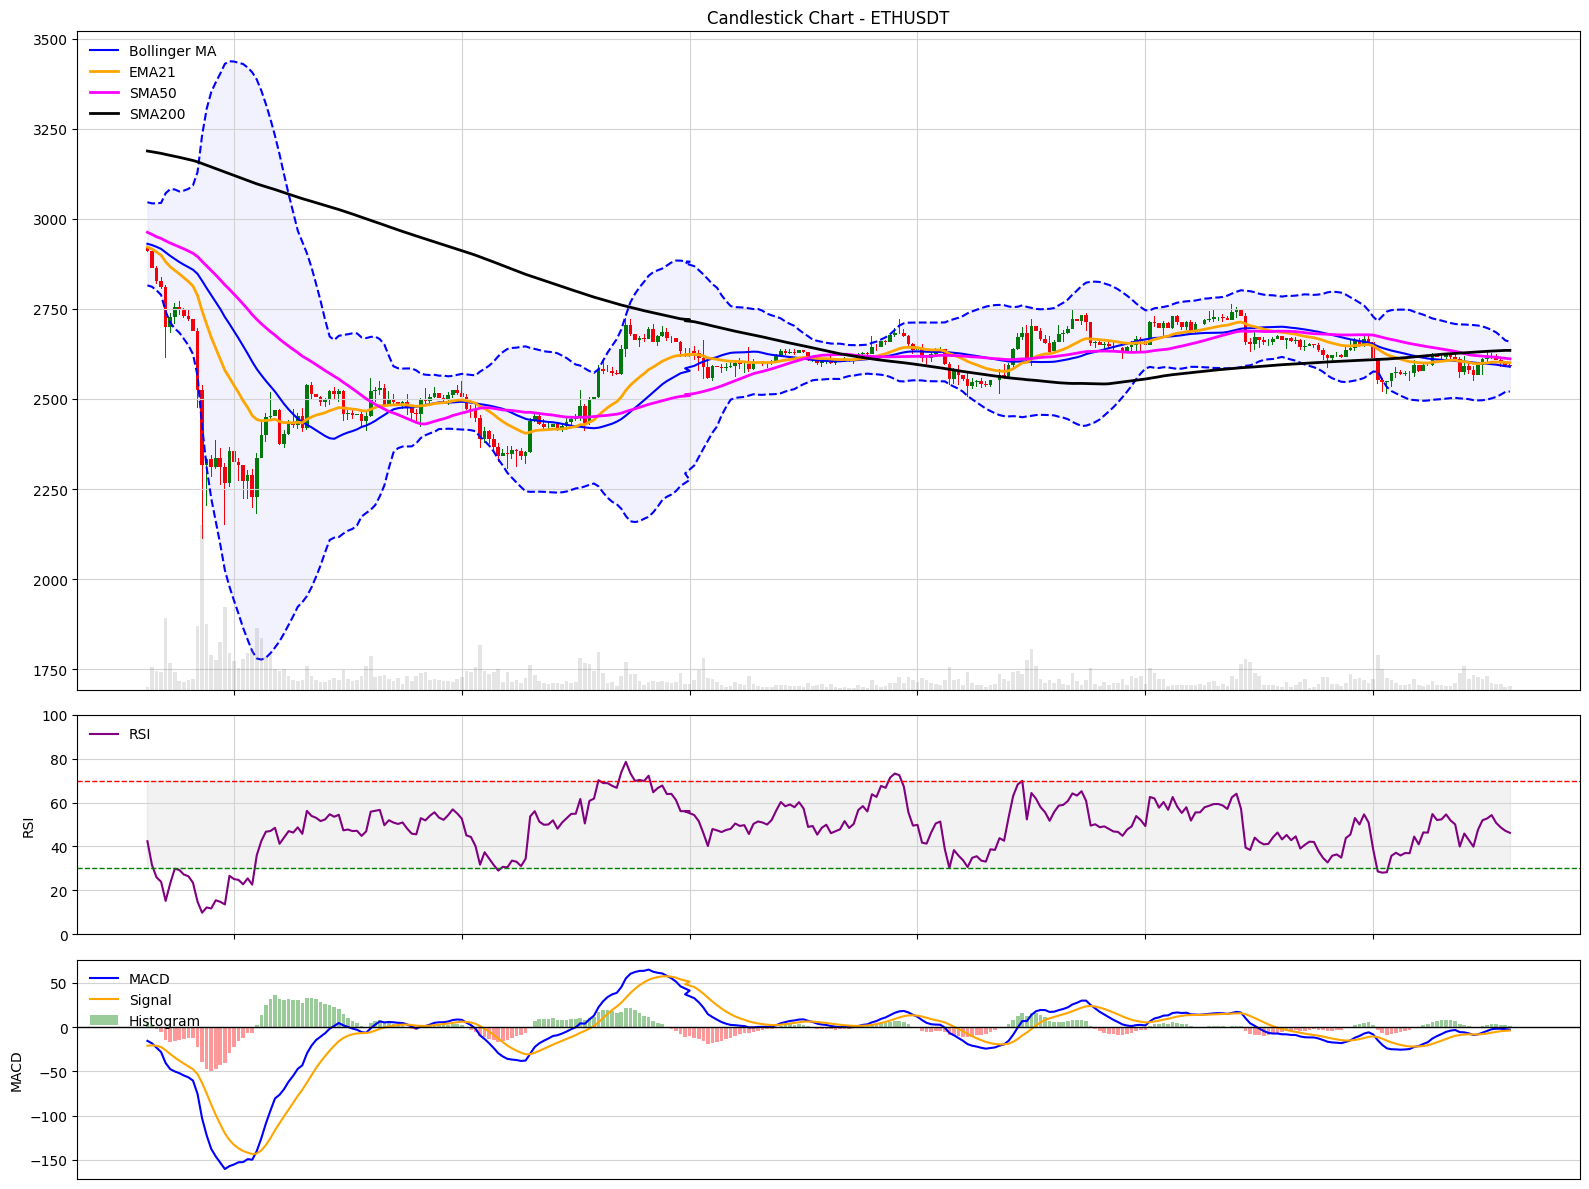 Candlestick Chart - ETHUSDT
Bollinger MA
EMA21
SMA50
SMA200
3500
3250
3000
2750
2500
2250
2000
1750
RSI
RSI
100
80
60
40
20
0
MACD
Signal
Histogram
MACD
50
0
−50
−100
−150